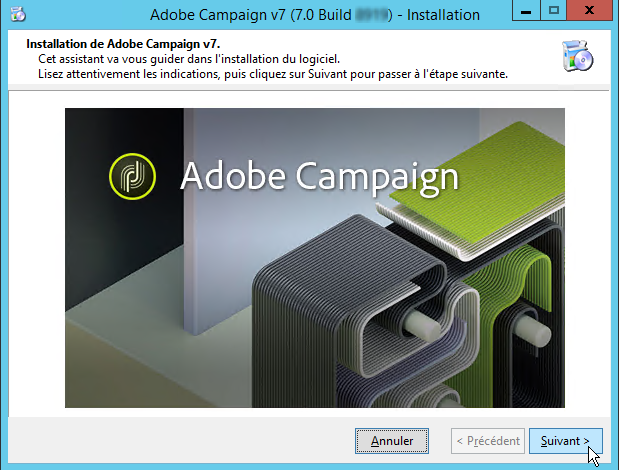 Adobe Campaign v7 (7.0 Build ) - Installation
Installation de Adobe Campaign v7.
Cet assistant va vous guider dans l'installation du logiciel.
Lisez attentivement les indications, puis cliquez sur Suivant pour passer à l'étape suivante.
Adobe Campaign
Annuler
< Précédent
Suivant >